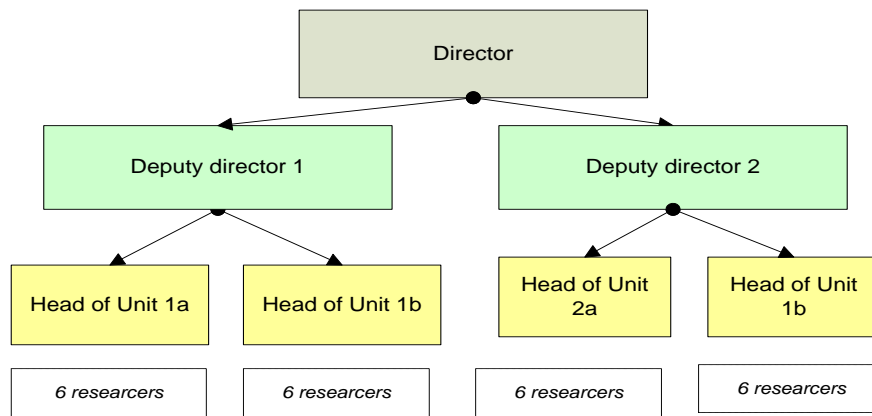 Director
Deputy director 1
Deputy director 2
Head of Unit 1a
Head of Unit 1b
Head of Unit
2a
Head of Unit
1b
6 researcers
6 researcers
6 researcers
6 researcers